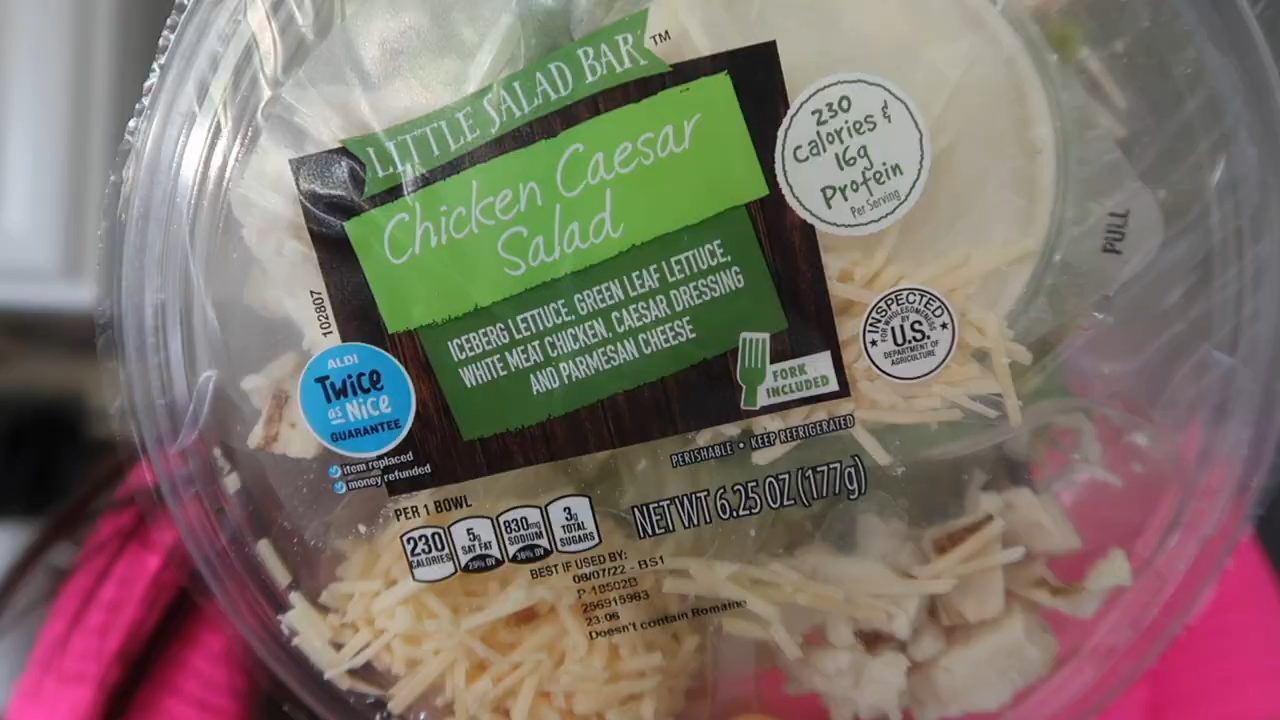 LITTLE SALAD BAR™
Chicken Caesar
Salad
ICEBERG LETTUCE, GREEN LEAF LETTUCE,
WHITE MEAT CHICKEN, CAESAR DRESSING
AND PARMESAN CHEESE
FORK
INCLUDED
230
Calories &
16g
Protein
Per Serving
PULL
INSPECTED
FOR WHOLESOMENESS
BY
U.S.
DEPARTMENT OF
AGRICULTURE
102807
ALDI
Twice
as Nice
GUARANTEE
item replaced
money refunded
PERISHABLE • KEEP REFRIGERATED
NET WT 6.25 OZ (177g)
PER 1 BOWL
230
CALORIES
5g
SAT FAT
25% DV
830mg
SODIUM
36% DV
3g
TOTAL
SUGARS
BEST IF USED BY:
08/07/22 - BS1
P-18502B
256915983
23:06
Doesn't contain Romaine